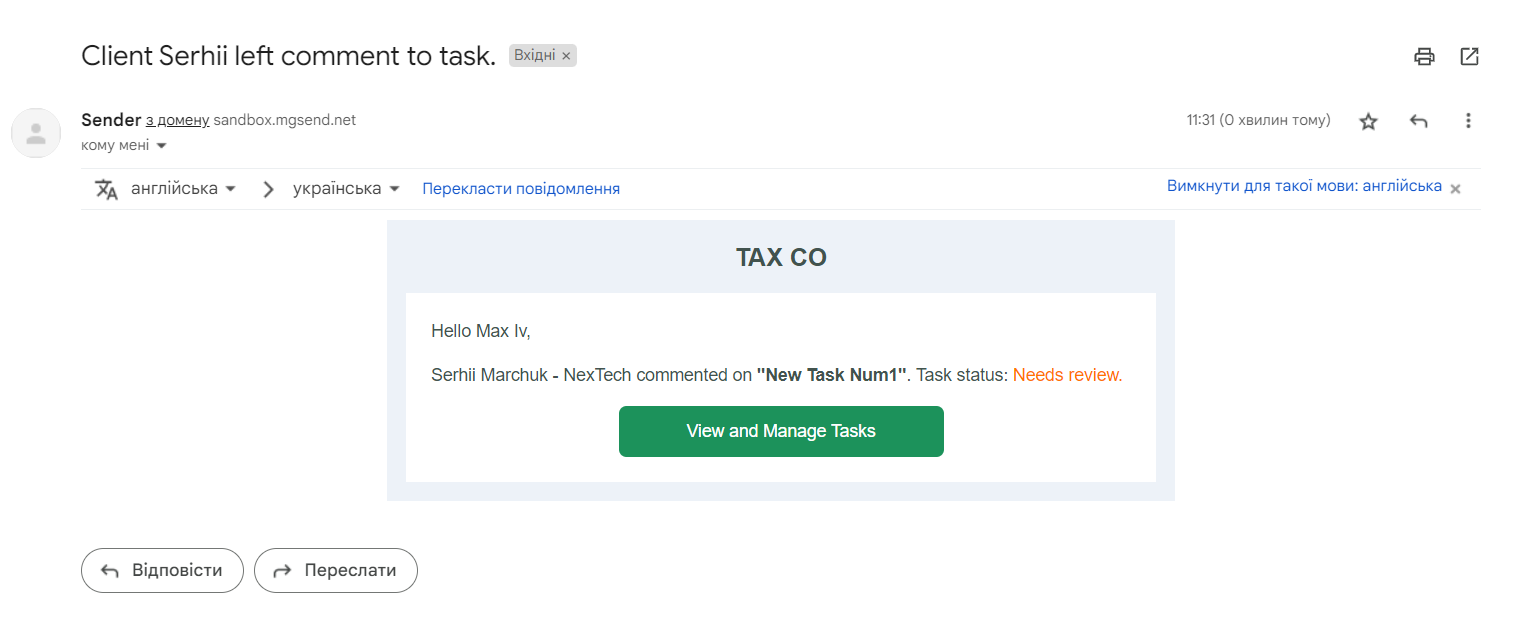 Client Serhii left comment to task. Вхідні ×
Sender з домену sandbox.mgsend.net 11:31 (0 хвилин тому)
кому мені
англійська українська Перекласти повідомлення Вимкнути для такої мови: англійська ×
TAX CO
Hello Max Iv,
Serhii Marchuk - NexTech commented on "New Task Num1". Task status: Needs review.
View and Manage Tasks
Відповісти Переслати